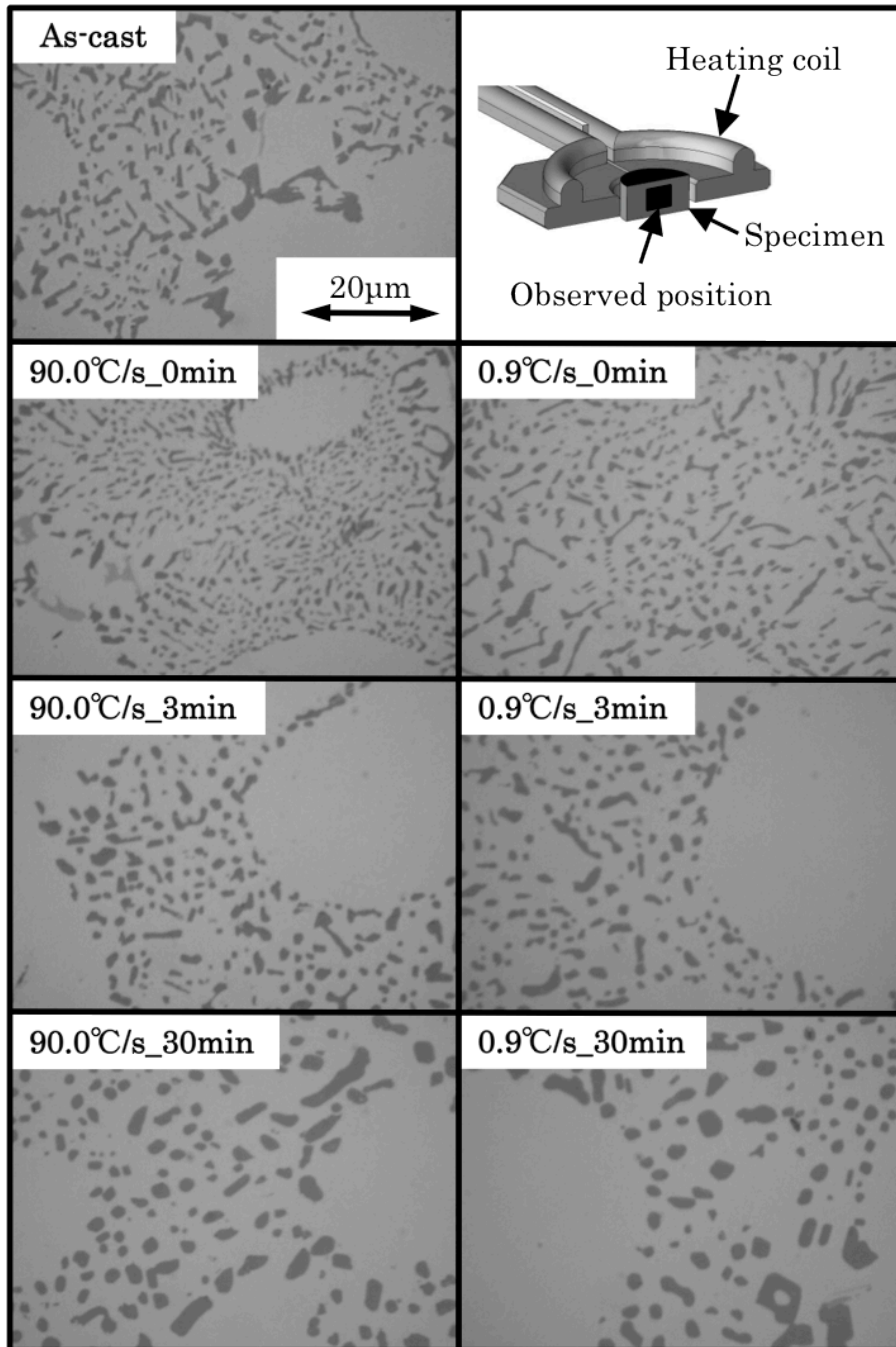 As-cast
20μm
Heating coil
Specimen
Observed position
90.0℃/s_0min
0.9℃/s_0min
90.0℃/s_3min
0.9℃/s_3min
90.0℃/s_30min
0.9℃/s_30min